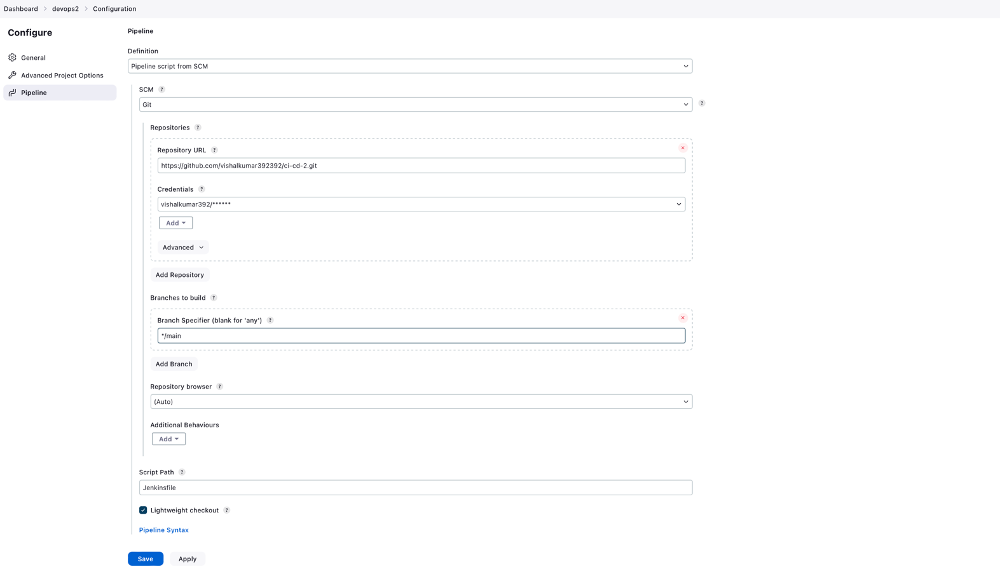 Dashboard > devops2 > Configuration
Configure
General
Advanced Project Options
Pipeline
Pipeline
Definition
Pipeline script from SCM
SCM ?
Git
?
Repositories ?
Repository URL ?
https://github.com/vishalkumar392392/ci-cd-2.git
Credentials ?
vishalkumar392/******
Add
Advanced
Add Repository
Branches to build ?
Branch Specifier (blank for 'any') ?
*/main
Add Branch
Repository browser ?
(Auto)
Additional Behaviours
Add
Script Path ?
Jenkinsfile
Lightweight checkout ?
Pipeline Syntax
Save Apply